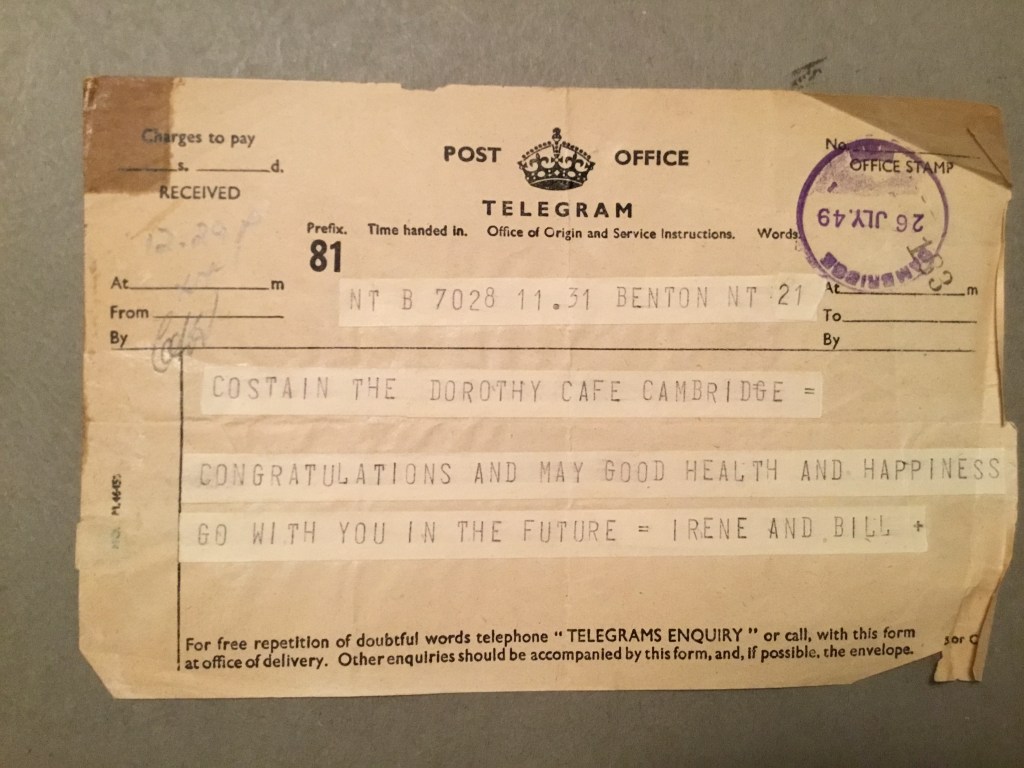 Charges to pay
s. d.
RECEIVED
POST OFFICE
TELEGRAM
No.
OFFICE STAMP
26 JLY.49
CAMBRIDGE
Prefix. Time handed in. Office of Origin and Service Instructions. Words.
81
At m
From
By
At m
To
By
NT B 7028 11.31 BENTON NT 21
COSTAIN THE DOROTHY CAFE CAMBRIDGE =
CONGRATULATIONS AND MAY GOOD HEALTH AND HAPPINESS
GO WITH YOU IN THE FUTURE = IRENE AND BILL +
For free repetition of doubtful words telephone “ TELEGRAMS ENQUIRY ” or call, with this form
at office of delivery. Other enquiries should be accompanied by this form, and, if possible, the envelope.
s or C